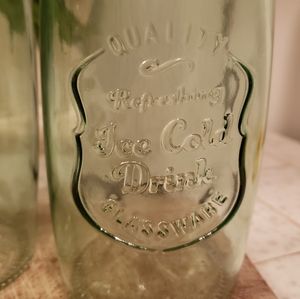 QUALITY
Refreshing
Ice Cold
Drink
GLASSWARE